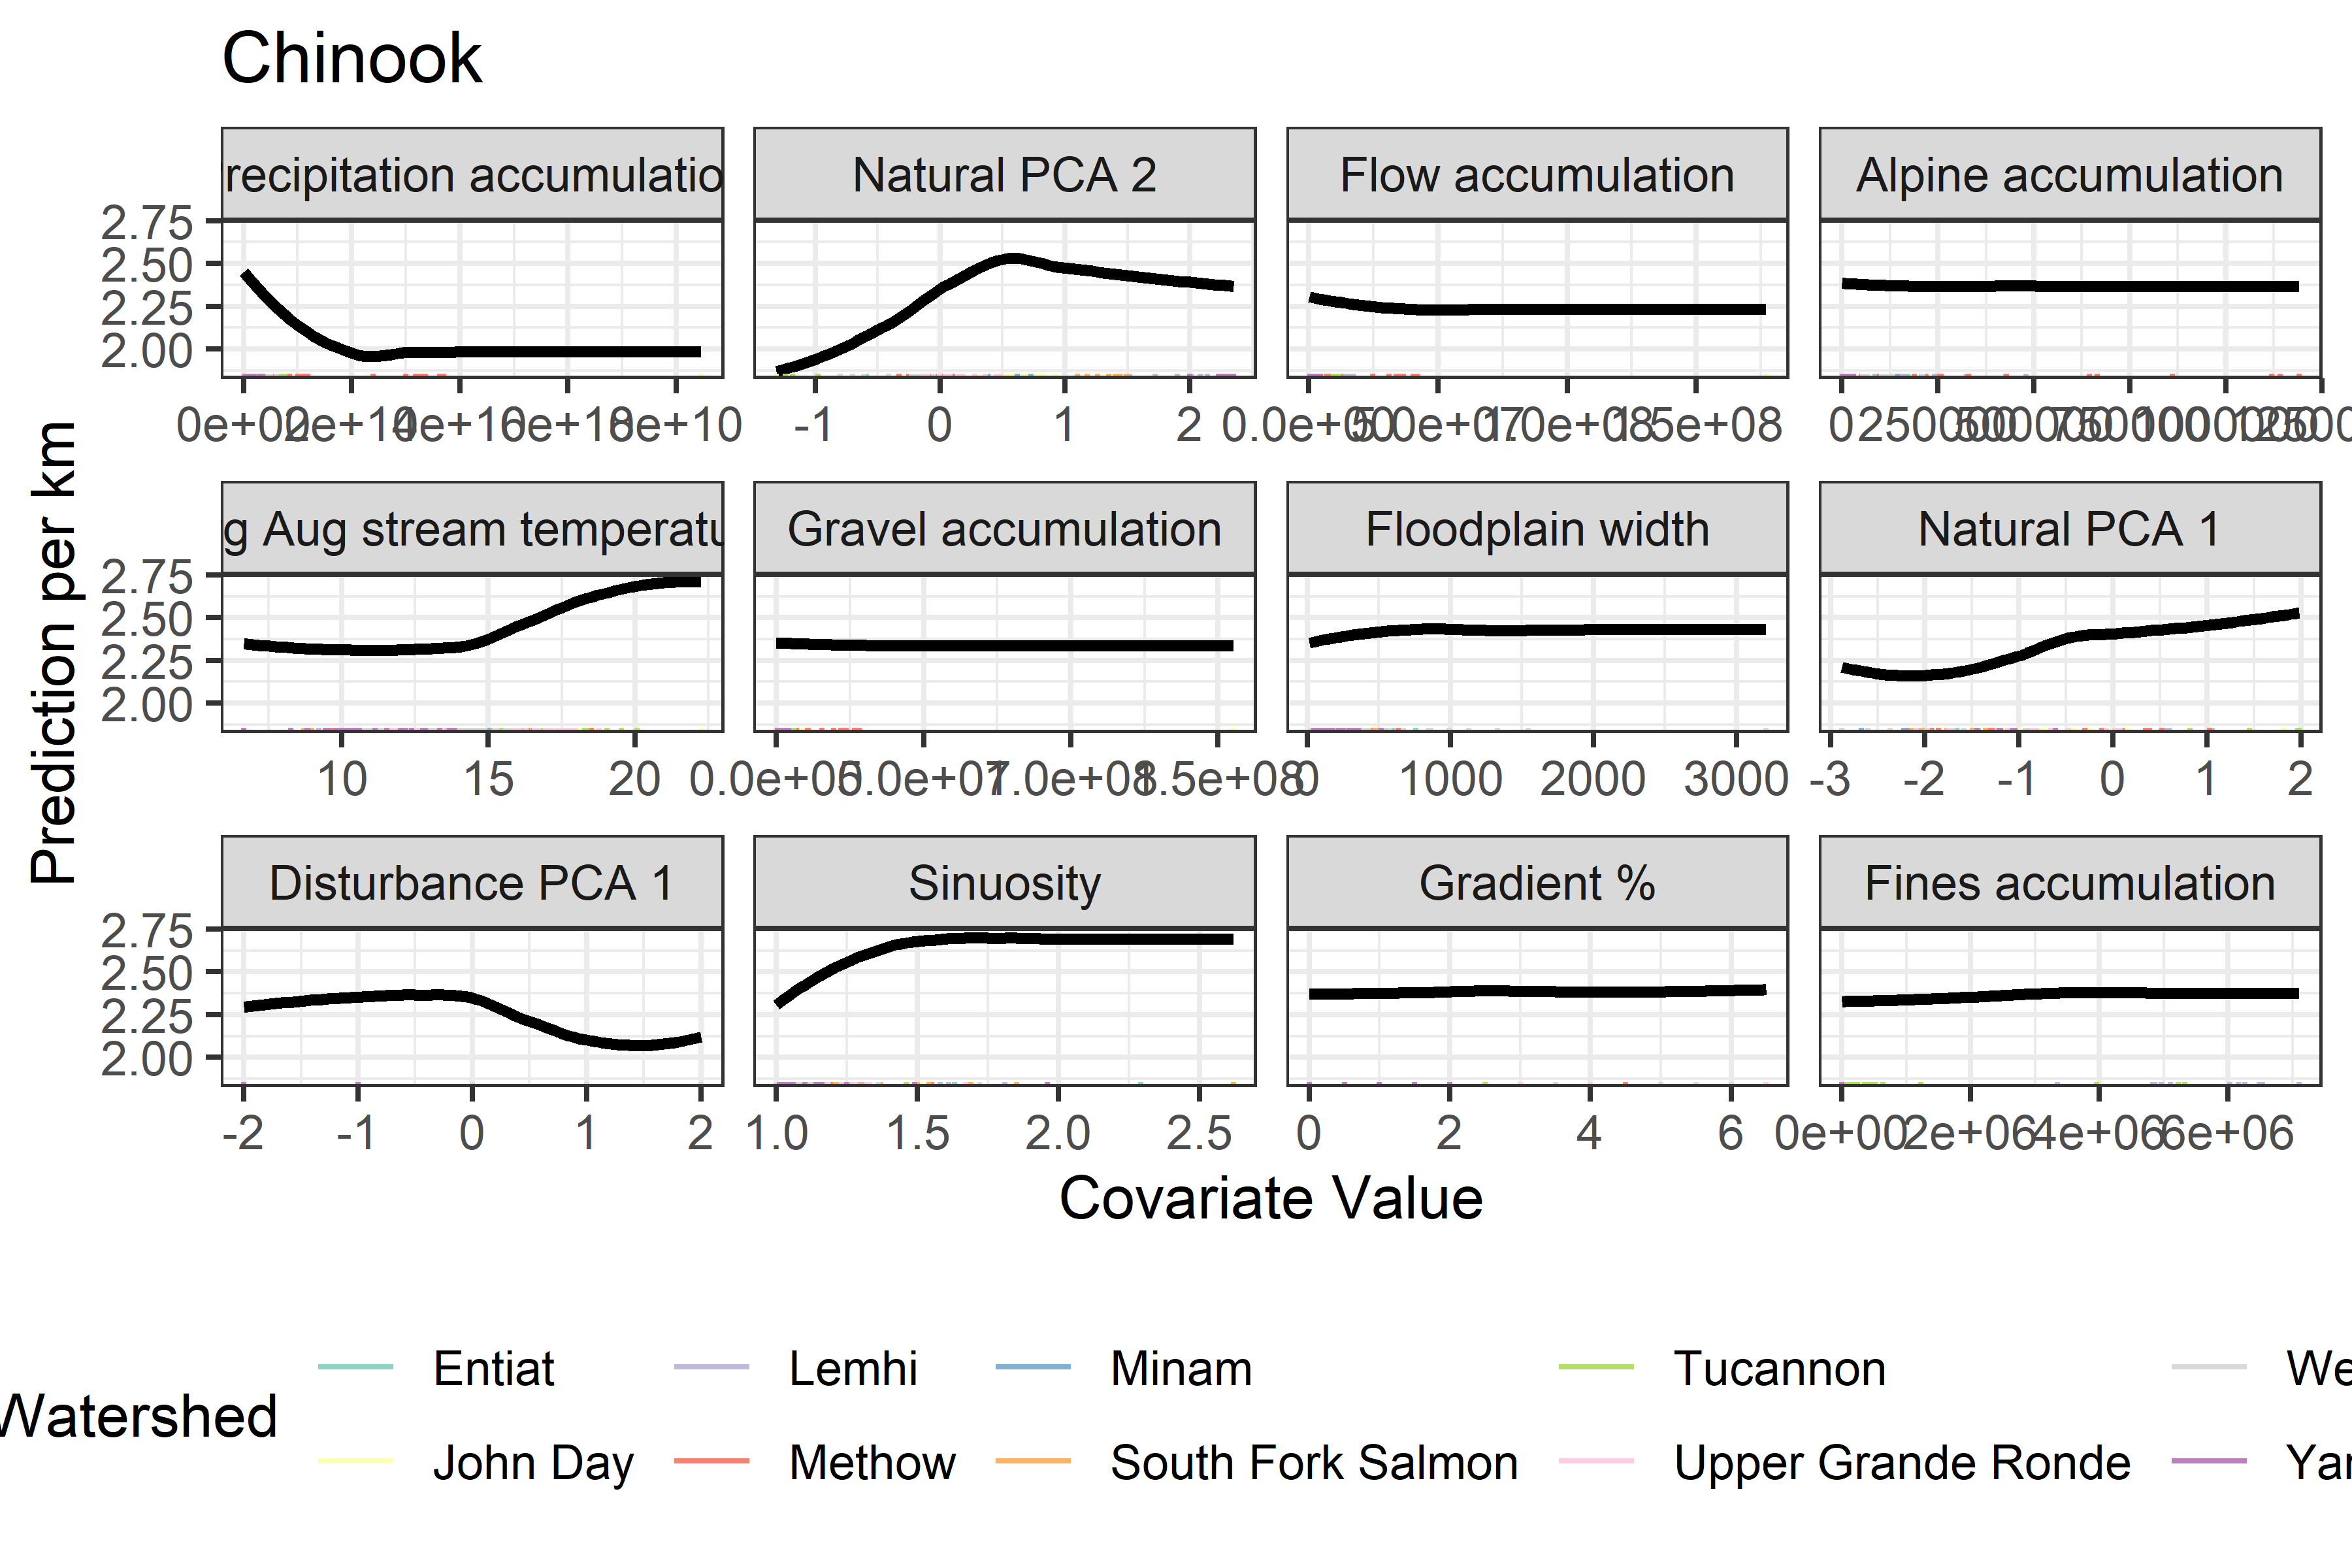 Chinook
recipitation accumulatio
Natural PCA 2
Flow accumulation
Alpine accumulation
2.75
2.50
2.25
2.00
0e+00 2e+10 4e+10 6e+10 8e+10
-1 0 1 2
0.0e+00 5.0e+07 1.0e+08 1.5e+08
0 250000 500000 750000 1000000
g Aug stream temperatu
Gravel accumulation
Floodplain width
Natural PCA 1
2.75
2.50
2.25
2.00
10 15 20
0.0e+00 5.0e+07 1.0e+08 1.5e+08
0 1000 2000 3000
-3 -2 -1 0 1 2
Disturbance PCA 1
Sinuosity
Gradient %
Fines accumulation
2.75
2.50
2.25
2.00
-2 -1 0 1 2
1.0 1.5 2.0 2.5
0 2 4 6
0e+00 2e+06 4e+06 6e+06
Prediction per km
Covariate Value
Watershed
Entiat
Lemhi
Minam
Tucannon
We
John Day
Methow
South Fork Salmon
Upper Grande Ronde
Yan